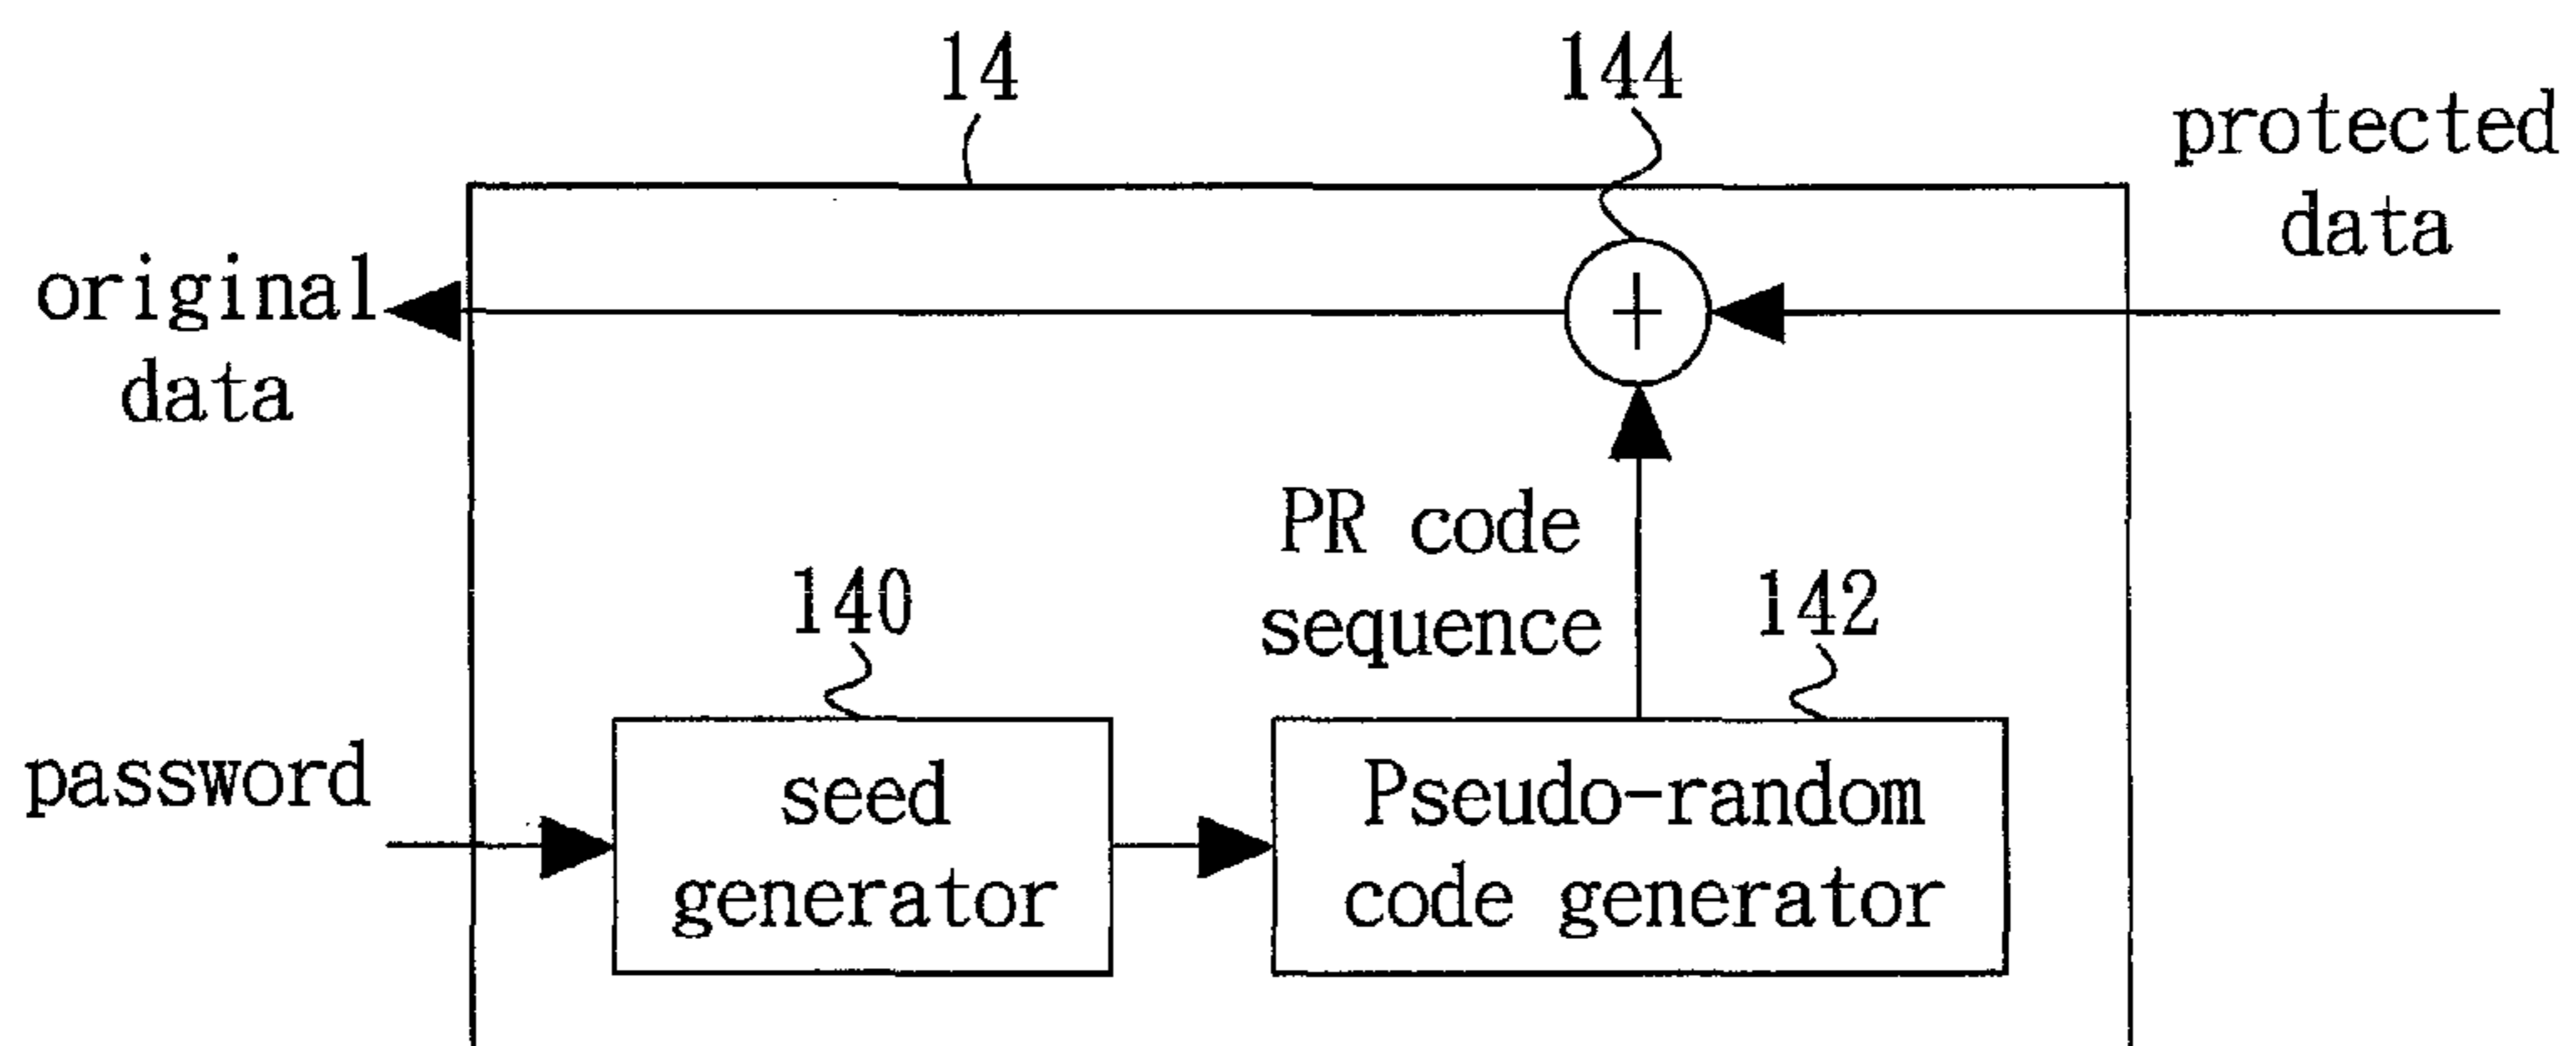 14
144
protected
data
original
data
PR code
sequence
140
142
password
seed
generator
Pseudo-random
code generator